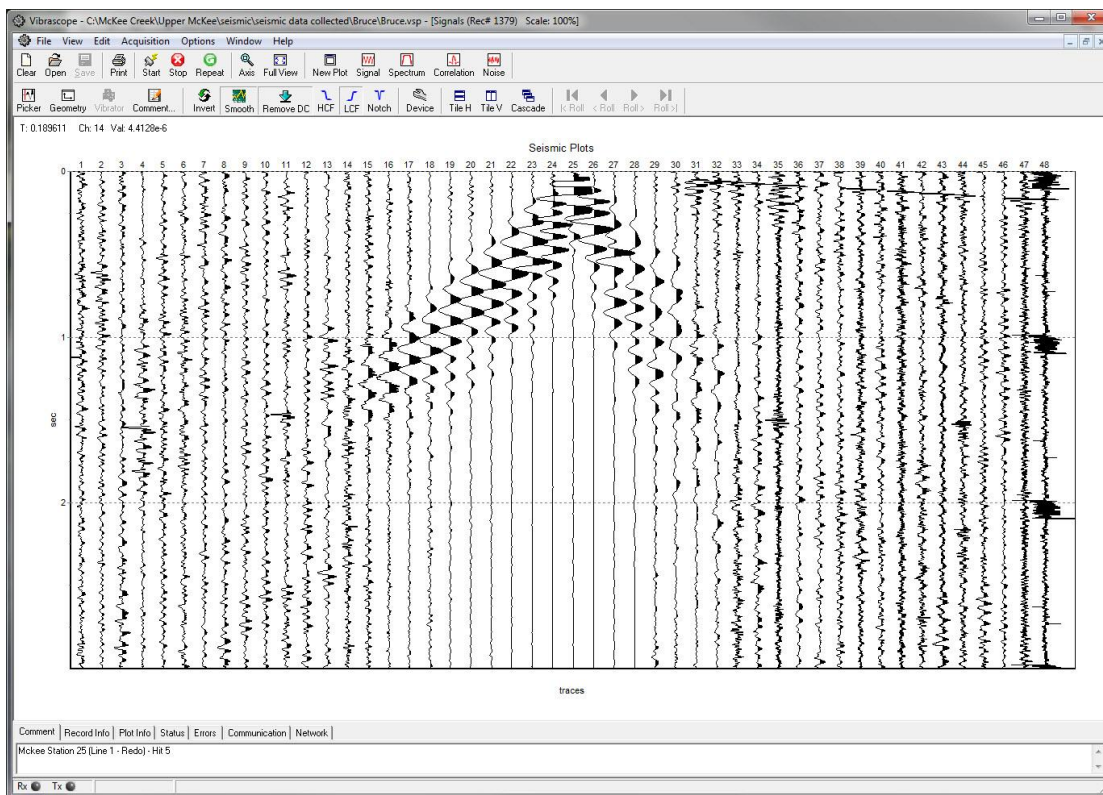 Vibrascope - C:\McKee Creek\Upper McKee\seismic\seismic data collected\Bruce\Bruce.vsp - [Signals (Rec# 1379) Scale: 100%]
File View Edit Acquisition Options Window Help
Clear Open Save Print Start Stop Repeat Axis Full View New Plot Signal Spectrum Correlation Noise
Picker Geometry Vibrator Comment... Invert Smooth Remove DC HCF LCF Notch Device Tile H Tile V Cascade |< Roll < Roll Roll > Roll >|
T: 0.189611 Ch: 14 Val: 4.4128e-6
Seismic Plots
1 2 3 4 5 6 7 8 9 10 11 12 13 14 15 16 17 18 19 20 21 22 23 24 25 26 27 28 29 30 31 32 33 34 35 36 37 38 39 40 41 42 43 44 45 46 47 48
0
1
sec
2
traces
Comment Record Info Plot Info Status Errors Communication Network
Mckee Station 25 (Line 1 - Redo) - Hit 5
Rx Tx